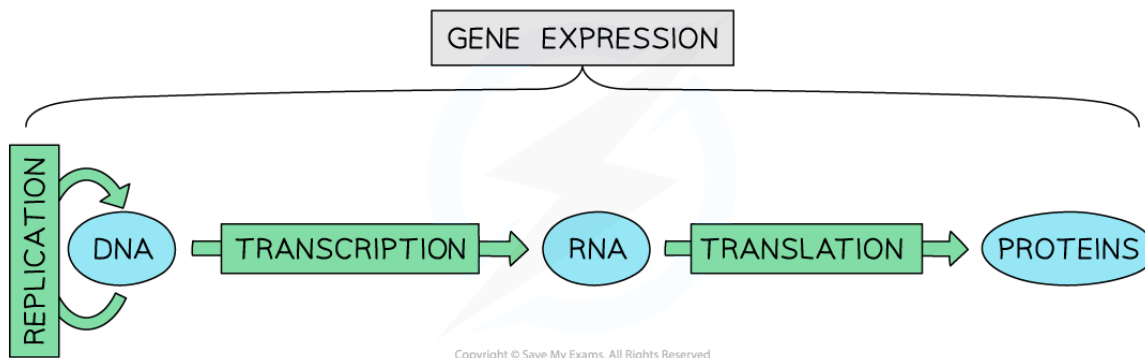 GENE EXPRESSION
REPLICATION
DNA
TRANSCRIPTION
RNA
TRANSLATION
PROTEINS
Copyright © Save My Exams. All Rights Reserved